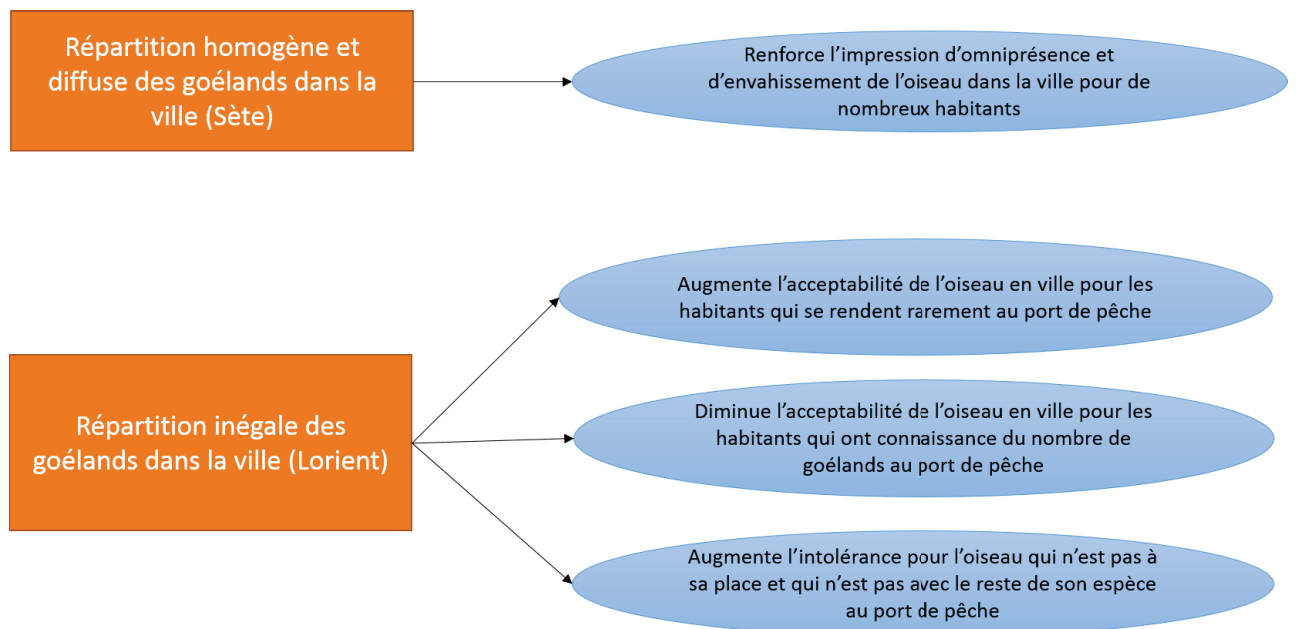 Répartition homogène et
diffuse des goélands dans la
ville (Sète)
Renforce l’impression d’omniprésence et
d’envahissement de l’oiseau dans la ville pour de
nombreux habitants
Répartition inégale des
goélands dans la ville (Lorient)
Augmente l’acceptabilité de l’oiseau en ville pour les
habitants qui se rendent rarement au port de pêche
Diminue l’acceptabilité de l’oiseau en ville pour les
habitants qui ont connaissance du nombre de
goélands au port de pêche
Augmente l’intolérance pour l’oiseau qui n’est pas à
sa place et qui n’est pas avec le reste de son espèce
au port de pêche